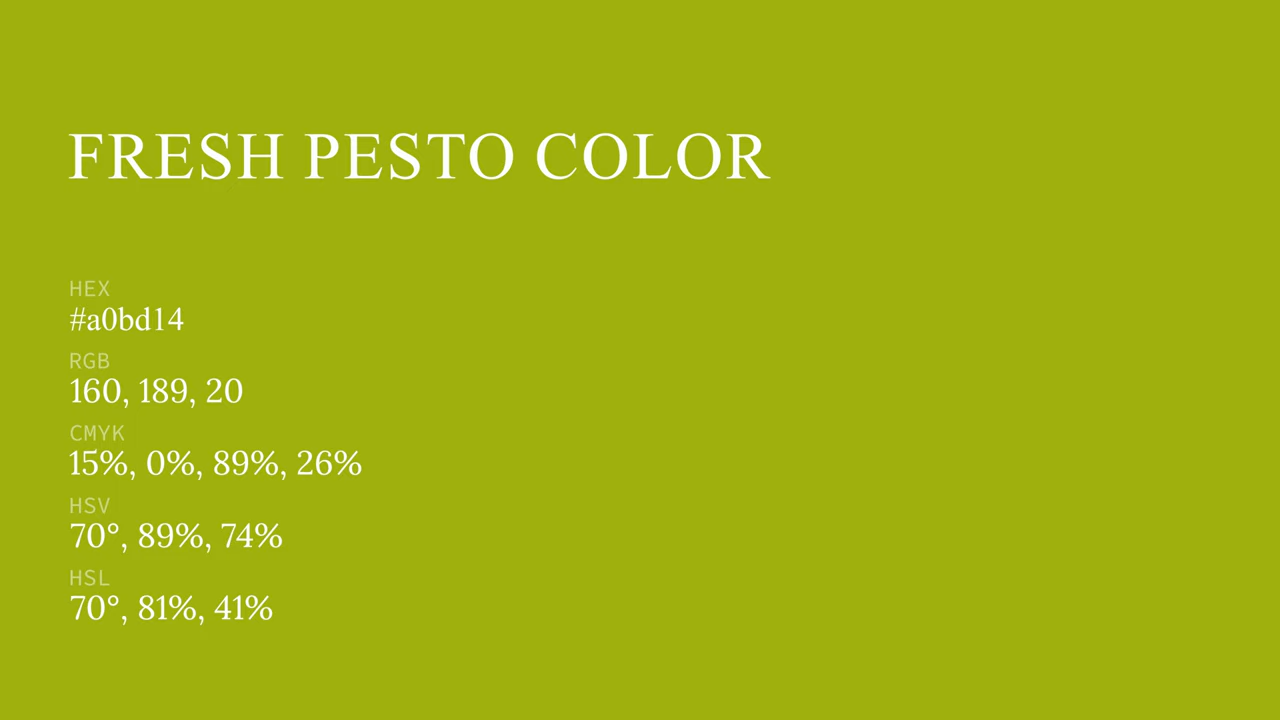 FRESH PESTO COLOR
HEX
#a0bd14
RGB
160, 189, 20
CMYK
15%, 0%, 89%, 26%
HSV
70°, 89%, 74%
HSL
70°, 81%, 41%